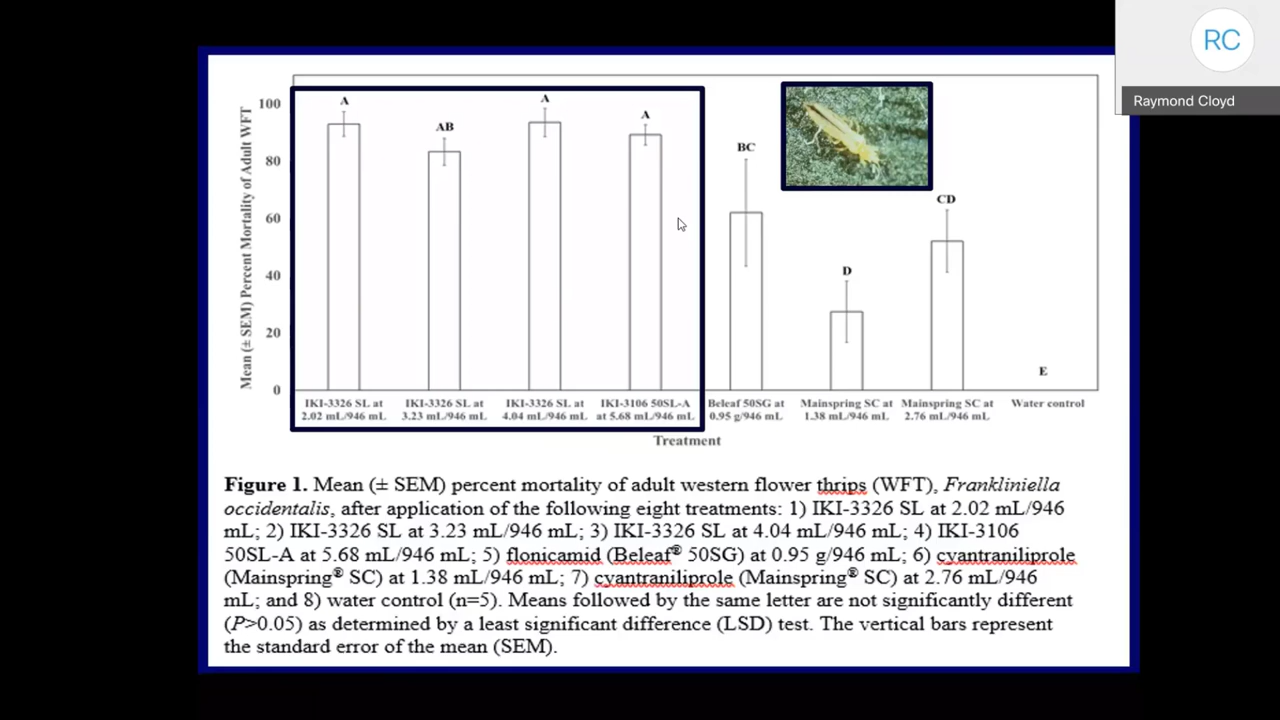 RC
Raymond Cloyd
Mean (± SEM) Percent Mortality of Adult WFT
100
80
60
40
20
0
A
AB
A
A
BC
D
CD
E
IKI-3326 SL at
2.02 mL/946 mL
IKI-3326 SL at
3.23 mL/946 mL
IKI-3326 SL at
4.04 mL/946 mL
IKI-3106 50SL-A
at 5.68 mL/946 mL
Beleaf 50SG at
0.95 g/946 mL
Mainspring SC at
1.38 mL/946 mL
Mainspring SC at
2.76 mL/946 mL
Water control
Treatment
Figure 1. Mean (± SEM) percent mortality of adult western flower thrips (WFT), Frankliniella
occidentalis, after application of the following eight treatments: 1) IKI-3326 SL at 2.02 mL/946
mL; 2) IKI-3326 SL at 3.23 mL/946 mL; 3) IKI-3326 SL at 4.04 mL/946 mL; 4) IKI-3106
50SL-A at 5.68 mL/946 mL; 5) flonicamid (Beleaf® 50SG) at 0.95 g/946 mL; 6) cyantraniliprole
(Mainspring® SC) at 1.38 mL/946 mL; 7) cyantraniliprole (Mainspring® SC) at 2.76 mL/946
mL; and 8) water control (n=5). Means followed by the same letter are not significantly different
(P>0.05) as determined by a least significant difference (LSD) test. The vertical bars represent
the standard error of the mean (SEM).